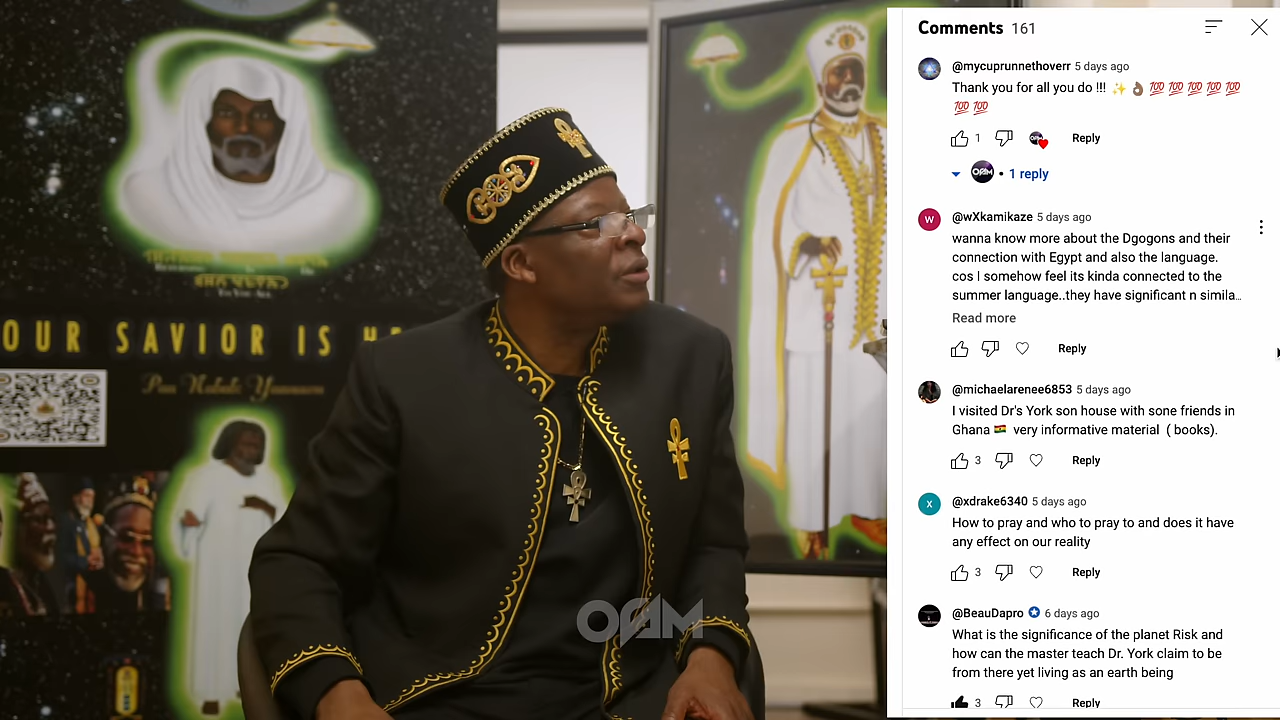 OUR SAVIOR IS
OPAM
Comments 161
@mycuprunnethoverr 5 days ago
Thank you for all you do !!! ✨ 👌🏾 💯 💯 💯 💯 💯
💯 💯
1 Reply
• 1 reply
W
@wXkamikaze 5 days ago
wanna know more about the Dgogons and their
connection with Egypt and also the language.
cos I somehow feel its kinda connected to the
summer language..they have significant n simila…
Read more
Reply
@michaelarenee6853 5 days ago
I visited Dr's York son house with sone friends in
Ghana 🇬🇭 very informative material ( books).
3 Reply
X
@xdrake6340 5 days ago
How to pray and who to pray to and does it have
any effect on our reality
3 Reply
@BeauDapro 6 days ago
What is the significance of the planet Risk and
how can the master teach Dr. York claim to be
from there yet living as an earth being
3 Reply